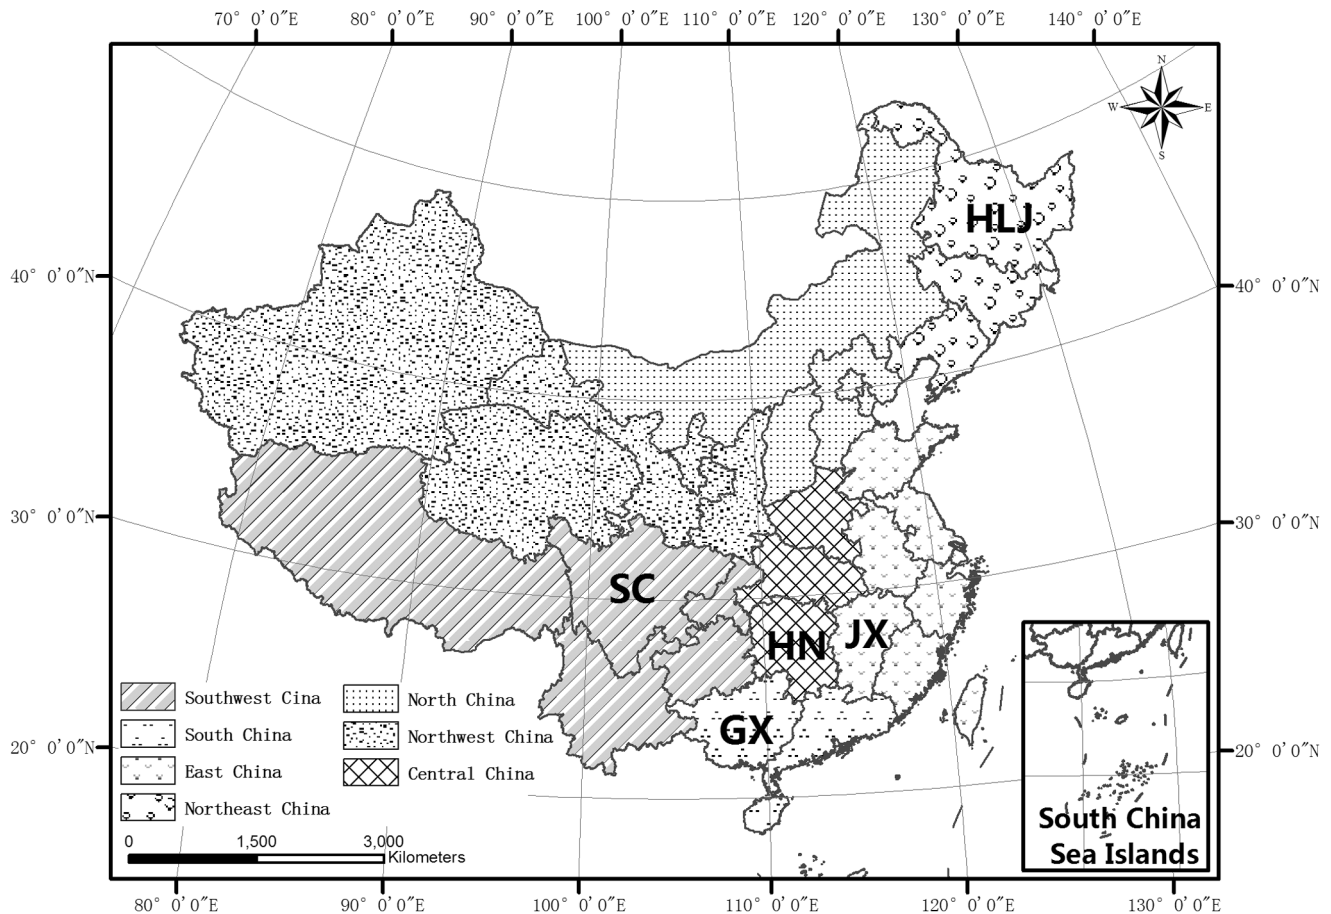 70° 0′0″E 80° 0′0″E 90° 0′0″E 100° 0′0″E 110° 0′0″E 120° 0′0″E 130° 0′0″E 140° 0′0″E
N
W E
S
HLJ
40° 0′0″N 40° 0′0″N
30° 0′0″N 30° 0′0″N
SC
HN JX
GX
20° 0′0″N 20° 0′0″N
Southwest Cina
South China
East China
Northeast China
North China
Northwest China
Central China
0 1,500 3,000
Kilometers
South China
Sea Islands
80° 0′0″E 90° 0′0″E 100° 0′0″E 110° 0′0″E 120° 0′0″E 130° 0′0″E